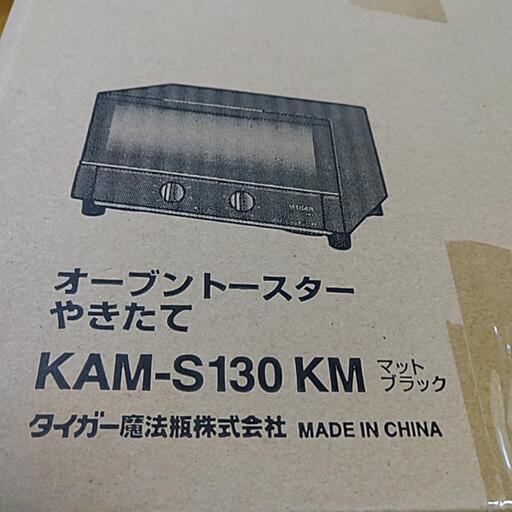 TIGER
オーブントースター
やきたて
KAM-S130 KM マット
ブラック
タイガー魔法瓶株式会社 MADE IN CHINA